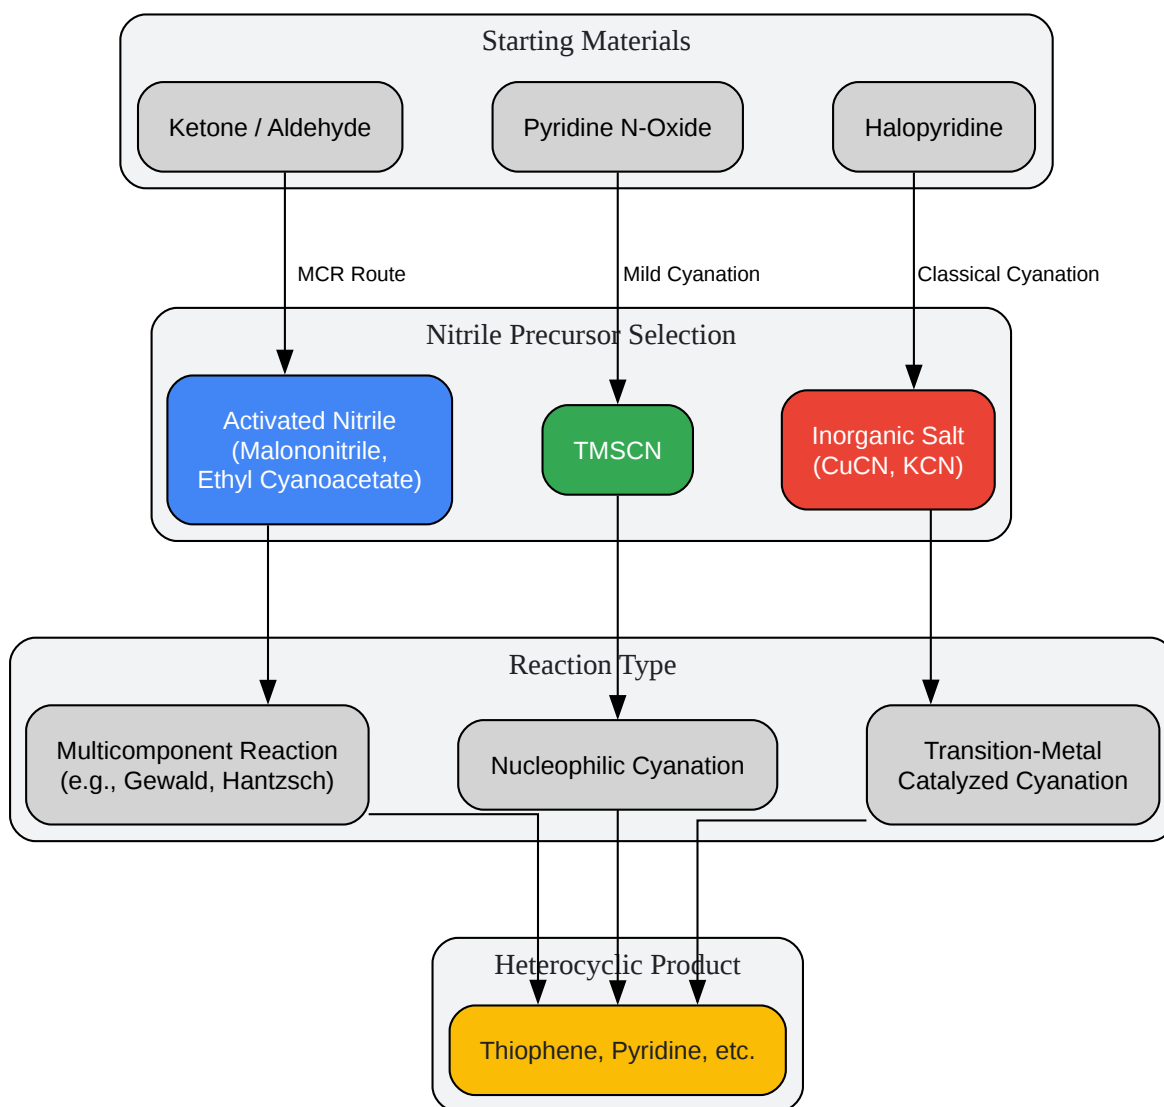 Starting Materials
Ketone / Aldehyde
Pyridine N-Oxide
Halopyridine
MCR Route
Mild Cyanation
Classical Cyanation
Nitrile Precursor Selection
Activated Nitrile
(Malononitrile,
Ethyl Cyanoacetate)
TMSCN
Inorganic Salt
(CuCN, KCN)
Reaction Type
Multicomponent Reaction
(e.g., Gewald, Hantzsch)
Nucleophilic Cyanation
Transition-Metal
Catalyzed Cyanation
Heterocyclic Product
Thiophene, Pyridine, etc.